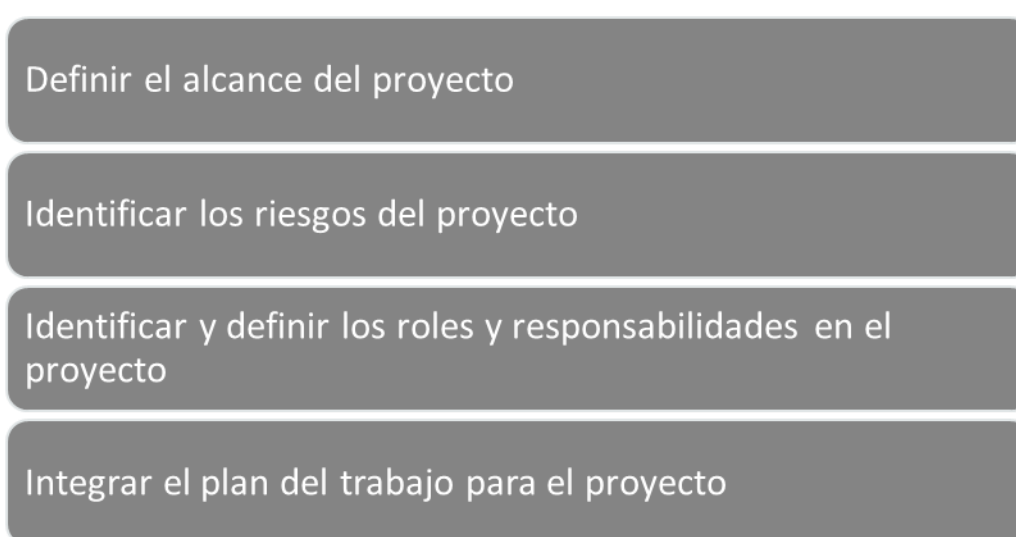 Definir el alcance del proyecto
Identificar los riesgos del proyecto
Identificar y definir los roles y responsabilidades en el
proyecto
Integrar el plan del trabajo para el proyecto